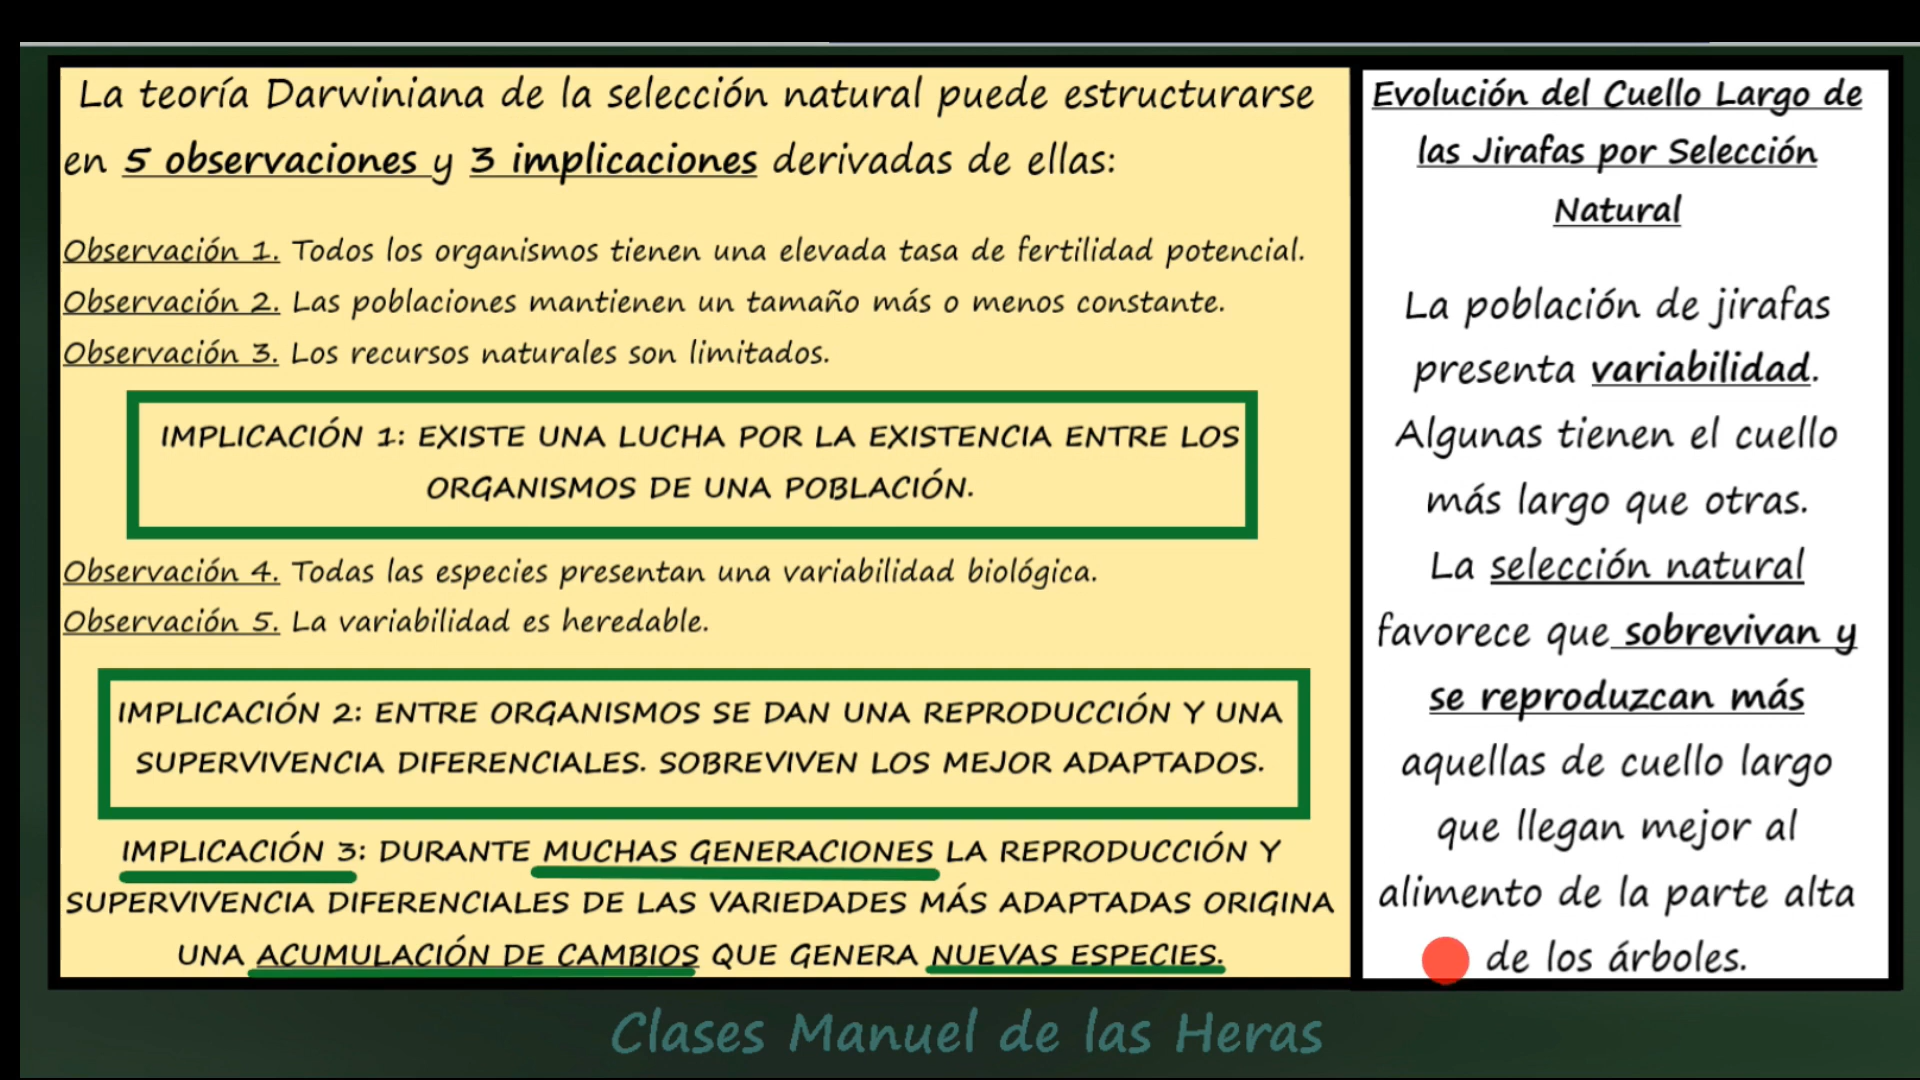 La teoría Darwiniana de la selección natural puede estructurarse
en 5 observaciones y 3 implicaciones derivadas de ellas:
Observación 1. Todos los organismos tienen una elevada tasa de fertilidad potencial.
Observación 2. Las poblaciones mantienen un tamaño más o menos constante.
Observación 3. Los recursos naturales son limitados.
IMPLICACIÓN 1: EXISTE UNA LUCHA POR LA EXISTENCIA ENTRE LOS
ORGANISMOS DE UNA POBLACIÓN.
Observación 4. Todas las especies presentan una variabilidad biológica.
Observación 5. La variabilidad es heredable.
IMPLICACIÓN 2: ENTRE ORGANISMOS SE DAN UNA REPRODUCCIÓN Y UNA
SUPERVIVENCIA DIFERENCIALES. SOBREVIVEN LOS MEJOR ADAPTADOS.
IMPLICACIÓN 3: DURANTE MUCHAS GENERACIONES LA REPRODUCCIÓN Y
SUPERVIVENCIA DIFERENCIALES DE LAS VARIEDADES MÁS ADAPTADAS ORIGINA
UNA ACUMULACIÓN DE CAMBIOS QUE GENERA NUEVAS ESPECIES.
Evolución del Cuello Largo de
las Jirafas por Selección
Natural
La población de jirafas
presenta variabilidad.
Algunas tienen el cuello
más largo que otras.
La selección natural
favorece que sobrevivan y
se reproduzcan más
aquellas de cuello largo
que llegan mejor al
alimento de la parte alta
de los árboles.
Clases Manuel de las Heras